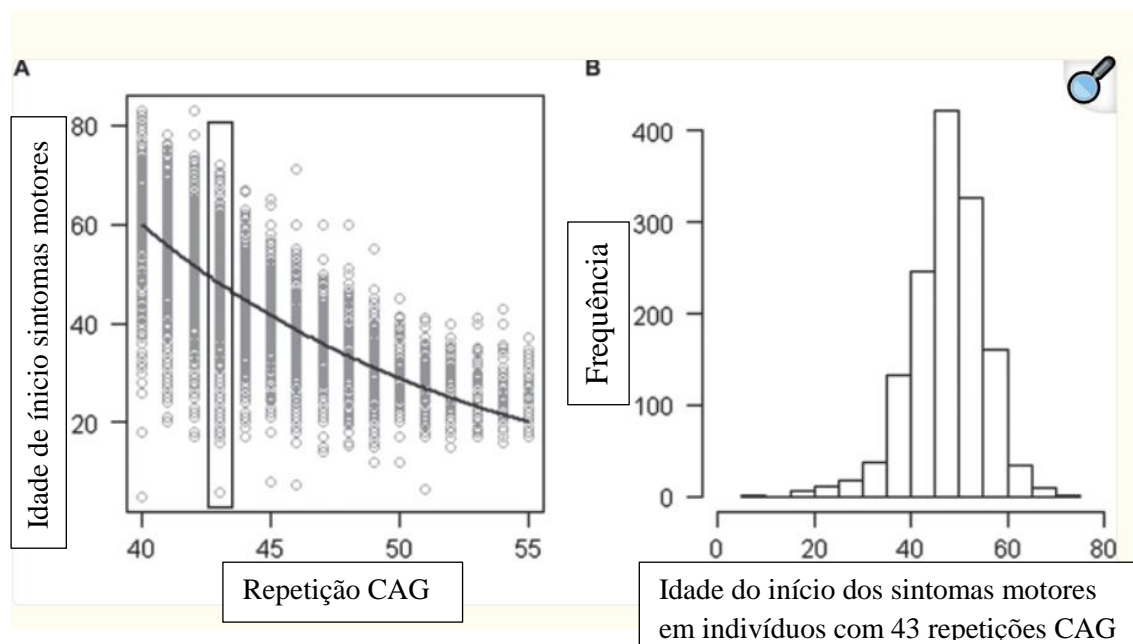 A
Idade de ínicio sintomas motores
80
60
40
20
40
45
50
55
Repetição CAG
B
Frequência
400
300
200
100
0
0
20
40
60
80
Idade do início dos sintomas motores
em indivíduos com 43 repetições CAG